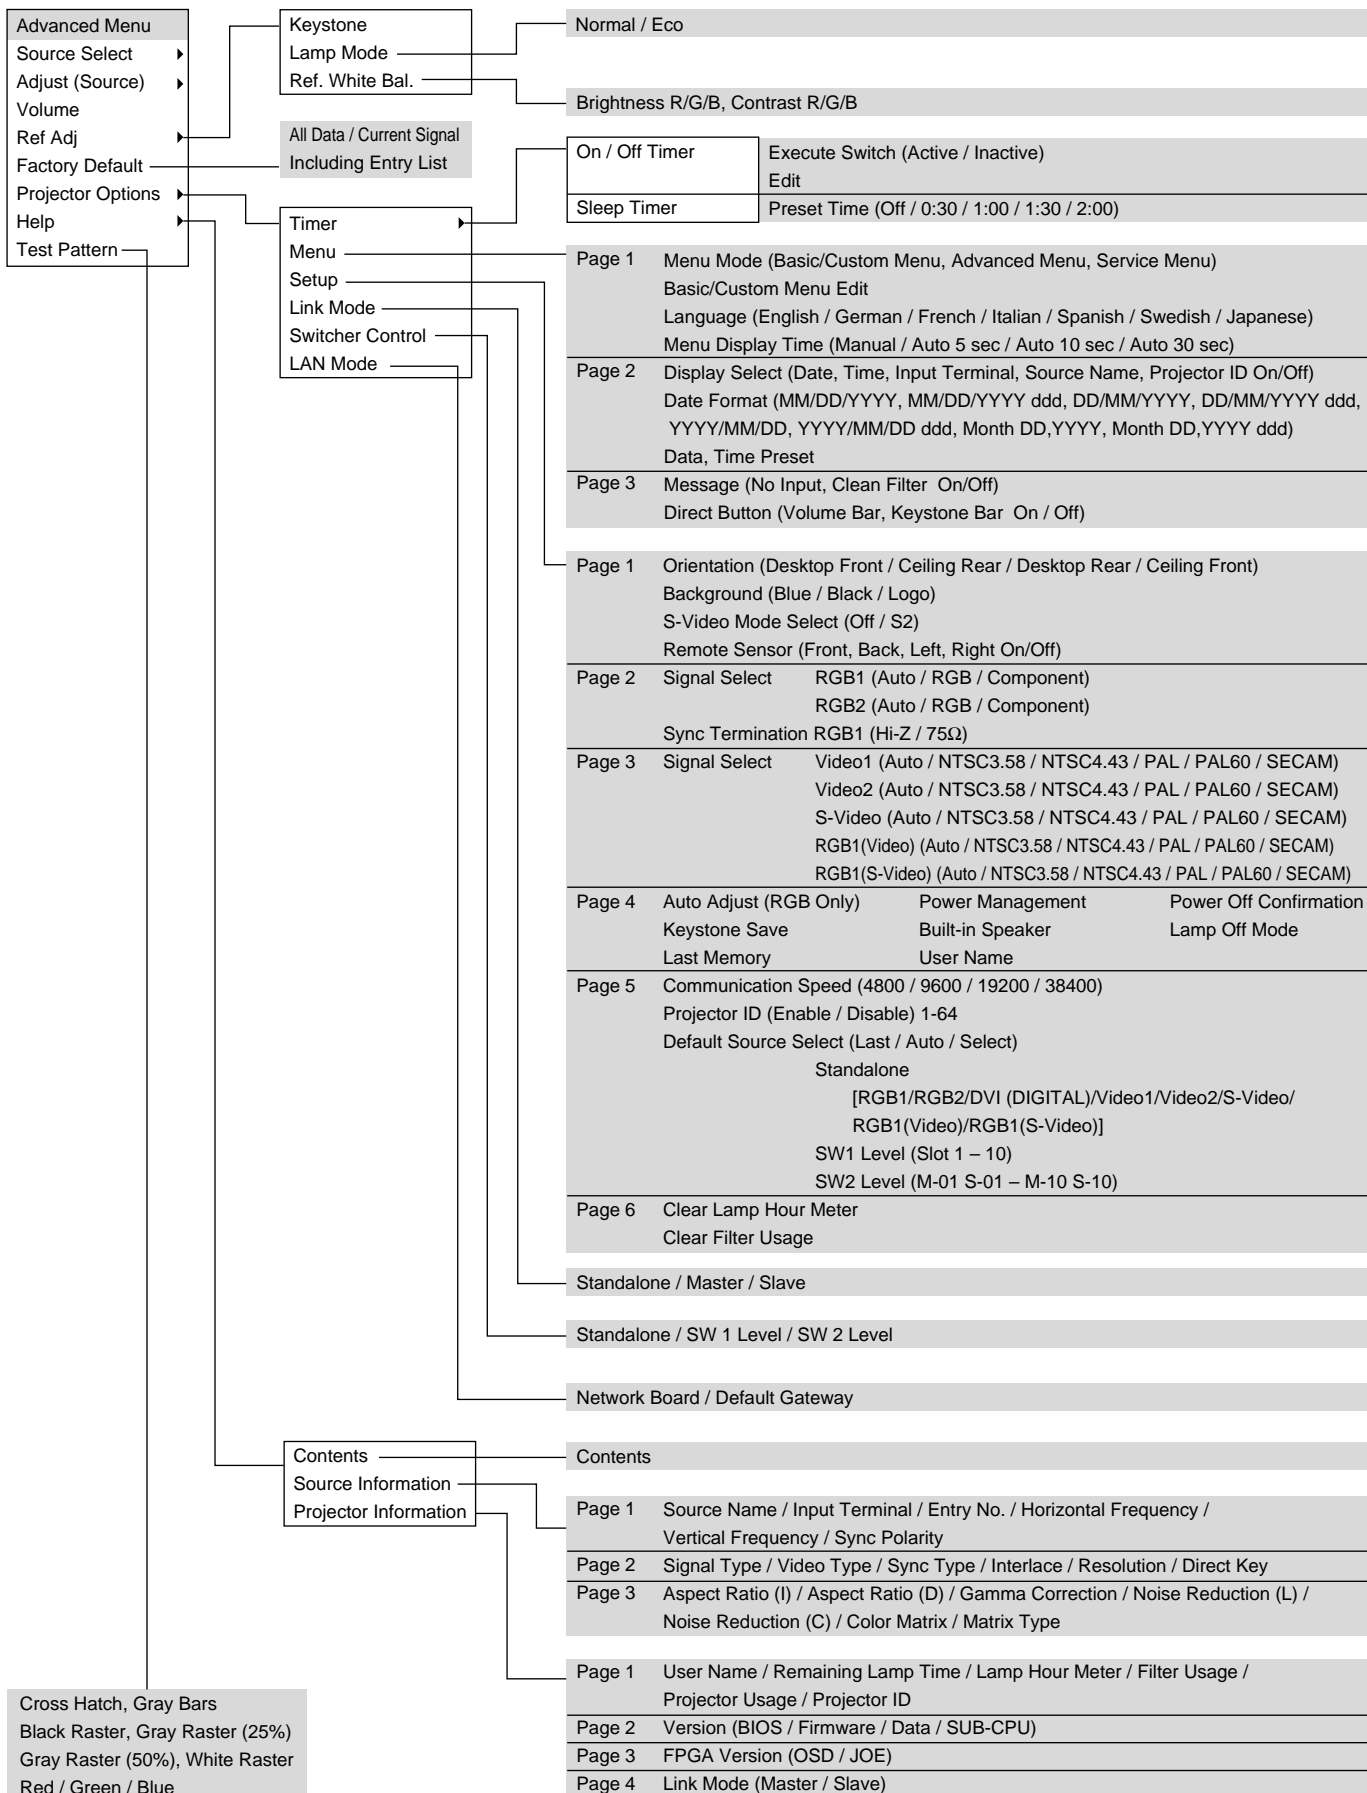 Advanced Menu
Source Select
Adjust (Source)
Volume
Ref Adj
Factory Default
Projector Options
Help
Test Pattern
Keystone
Lamp Mode
Ref. White Bal.
Normal / Eco
Brightness R/G/B, Contrast R/G/B
All Data / Current Signal
Including Entry List
Timer
Menu
Setup
Link Mode
Switcher Control
LAN Mode
On / Off Timer Execute Switch (Active / Inactive)
Edit
Sleep Timer Preset Time (Off / 0:30 / 1:00 / 1:30 / 2:00)
Page 1 Menu Mode (Basic/Custom Menu, Advanced Menu, Service Menu)
Basic/Custom Menu Edit
Language (English / German / French / Italian / Spanish / Swedish / Japanese)
Menu Display Time (Manual / Auto 5 sec / Auto 10 sec / Auto 30 sec)
Page 2 Display Select (Date, Time, Input Terminal, Source Name, Projector ID On/Off)
Date Format (MM/DD/YYYY, MM/DD/YYYY ddd, DD/MM/YYYY, DD/MM/YYYY ddd,
YYYY/MM/DD, YYYY/MM/DD ddd, Month DD,YYYY, Month DD,YYYY ddd)
Data, Time Preset
Page 3 Message (No Input, Clean Filter On/Off)
Direct Button (Volume Bar, Keystone Bar On / Off)
Page 1 Orientation (Desktop Front / Ceiling Rear / Desktop Rear / Ceiling Front)
Background (Blue / Black / Logo)
S-Video Mode Select (Off / S2)
Remote Sensor (Front, Back, Left, Right On/Off)
Page 2 Signal Select RGB1 (Auto / RGB / Component)
RGB2 (Auto / RGB / Component)
Sync Termination RGB1 (Hi-Z / 75Ω)
Page 3 Signal Select Video1 (Auto / NTSC3.58 / NTSC4.43 / PAL / PAL60 / SECAM)
Video2 (Auto / NTSC3.58 / NTSC4.43 / PAL / PAL60 / SECAM)
S-Video (Auto / NTSC3.58 / NTSC4.43 / PAL / PAL60 / SECAM)
RGB1(Video) (Auto / NTSC3.58 / NTSC4.43 / PAL / PAL60 / SECAM)
RGB1(S-Video) (Auto / NTSC3.58 / NTSC4.43 / PAL / PAL60 / SECAM)
Page 4 Auto Adjust (RGB Only) Power Management Power Off Confirmation
Keystone Save Built-in Speaker Lamp Off Mode
Last Memory User Name
Page 5 Communication Speed (4800 / 9600 / 19200 / 38400)
Projector ID (Enable / Disable) 1-64
Default Source Select (Last / Auto / Select)
Standalone
[RGB1/RGB2/DVI (DIGITAL)/Video1/Video2/S-Video/
RGB1(Video)/RGB1(S-Video)]
SW1 Level (Slot 1 – 10)
SW2 Level (M-01 S-01 – M-10 S-10)
Page 6 Clear Lamp Hour Meter
Clear Filter Usage
Standalone / Master / Slave
Standalone / SW 1 Level / SW 2 Level
Network Board / Default Gateway
Contents
Source Information
Projector Information
Contents
Page 1 Source Name / Input Terminal / Entry No. / Horizontal Frequency /
Vertical Frequency / Sync Polarity
Page 2 Signal Type / Video Type / Sync Type / Interlace / Resolution / Direct Key
Page 3 Aspect Ratio (I) / Aspect Ratio (D) / Gamma Correction / Noise Reduction (L) /
Noise Reduction (C) / Color Matrix / Matrix Type
Page 1 User Name / Remaining Lamp Time / Lamp Hour Meter / Filter Usage /
Projector Usage / Projector ID
Page 2 Version (BIOS / Firmware / Data / SUB-CPU)
Page 3 FPGA Version (OSD / JOE)
Page 4 Link Mode (Master / Slave)
Cross Hatch, Gray Bars
Black Raster, Gray Raster (25%)
Gray Raster (50%), White Raster
Red / Green / Blue